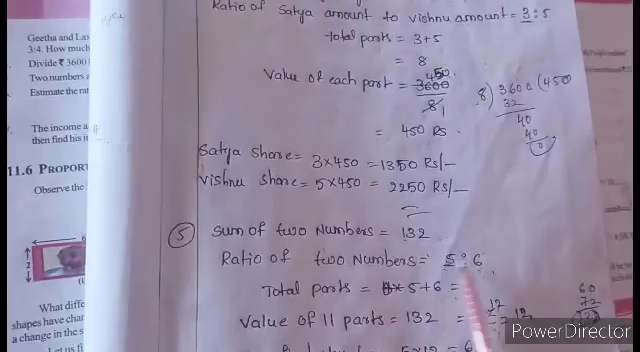 Ratio of Satya amount to Vishnu amount = 3 : 5
Total parts = 3+5
= 8
Value of each part = 3600/8 450
= 450 RS.
8) 3600 (450
32
40
40
0
Satya share = 3×450 = 1350 Rs/-
Vishnu share = 5×450 = 2250 Rs/-
5 Sum of two Numbers = 132
Ratio of two Numbers = 5 : 6
Total parts = 5+6 =
Value of 11 parts = 132
60
72
Geetha and
3:4. How much
Divide ₹ 3600
Two numbers
Estimate the
The income
then find his
11.6
Observe the
2
What
shapes have
a change in the
PowerDirector